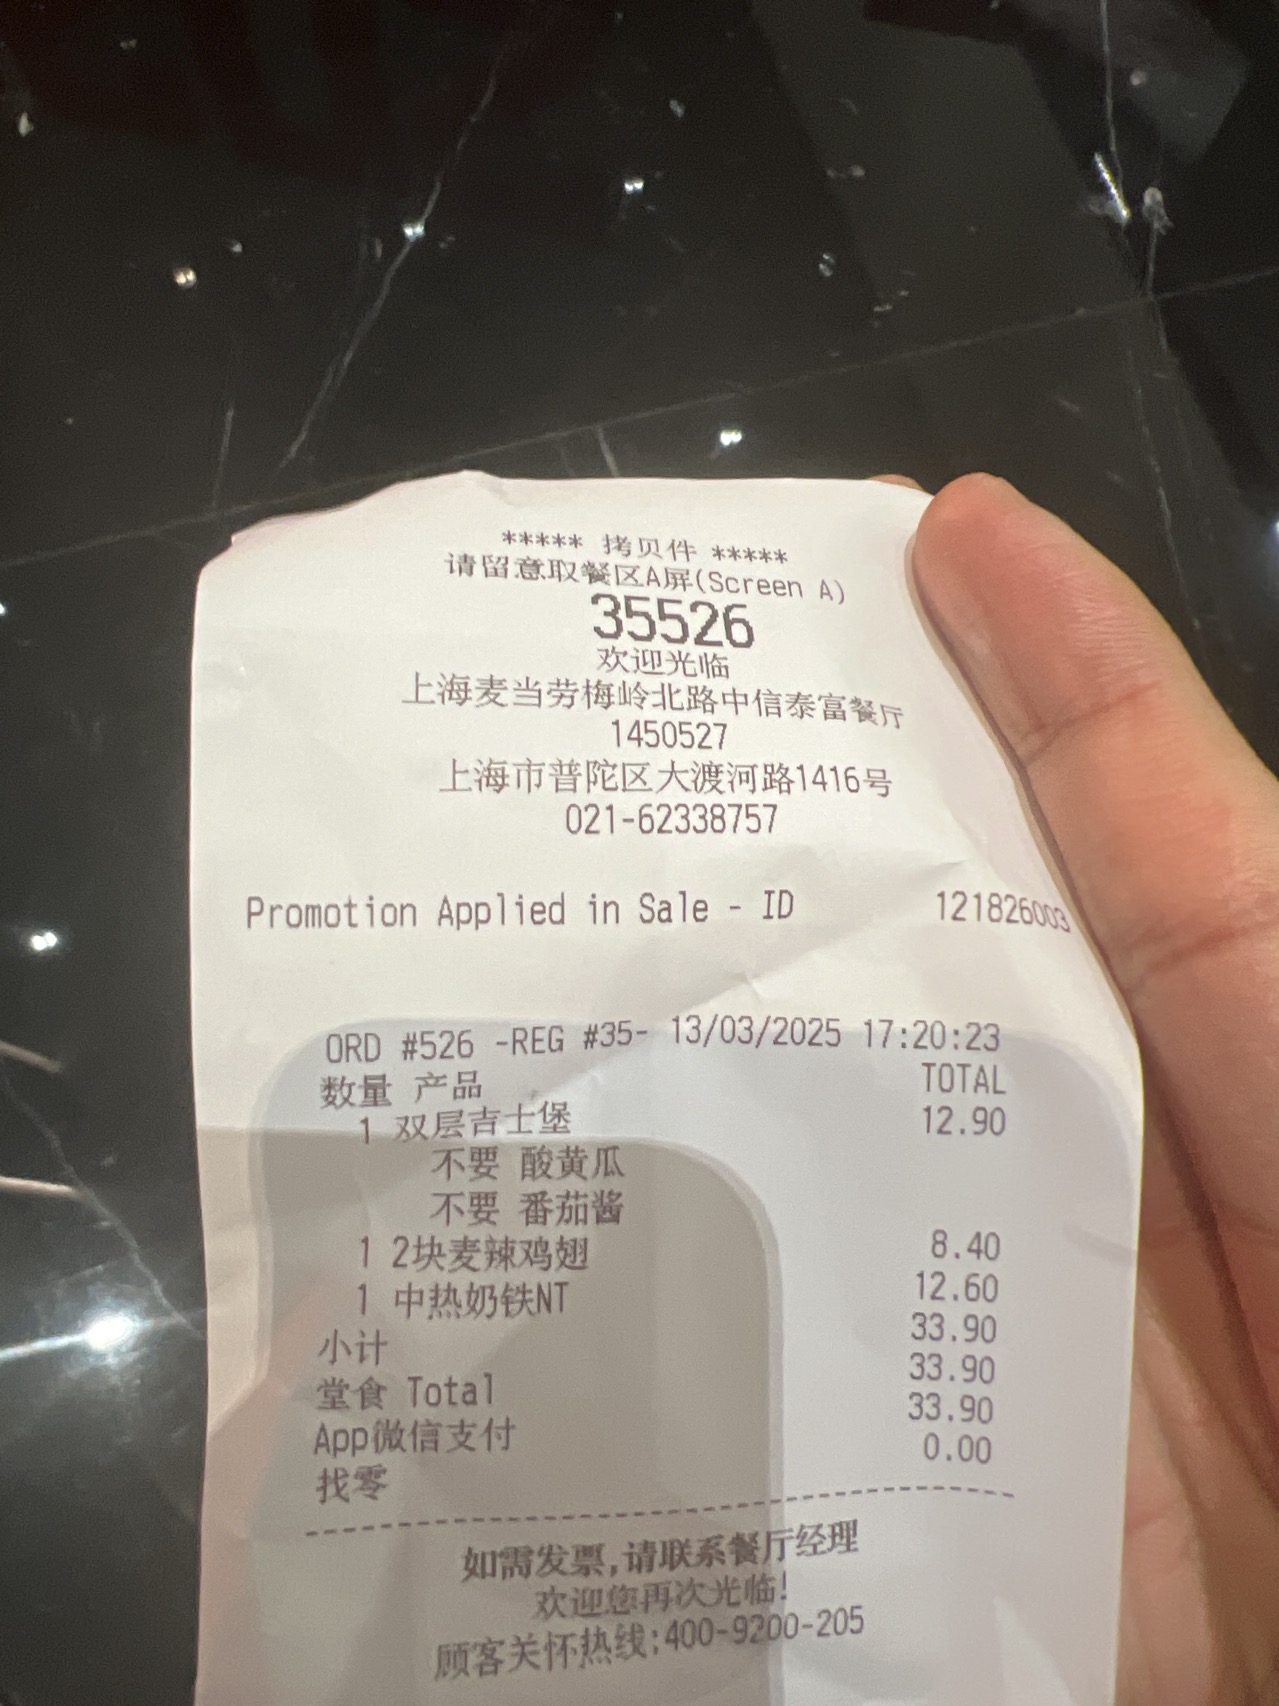 ***** 拷贝件 *****
请留意取餐区A屏(Screen A)
35526
欢迎光临
上海麦当劳梅岭北路中信泰富餐厅
1450527
上海市普陀区大渡河路1416号
021-62338757
Promotion Applied in Sale - ID 121826003
ORD #526 -REG #35- 13/03/2025 17:20:23
数量 产品 TOTAL
1 双层吉士堡 12.90
不要 酸黄瓜
不要 番茄酱
1 2块麦辣鸡翅 8.40
1 中热奶铁NT 12.60
小计 33.90
堂食 Total 33.90
App微信支付 33.90
找零 0.00
如需发票,请联系餐厅经理
欢迎您再次光临!
顾客关怀热线:400-9200-205